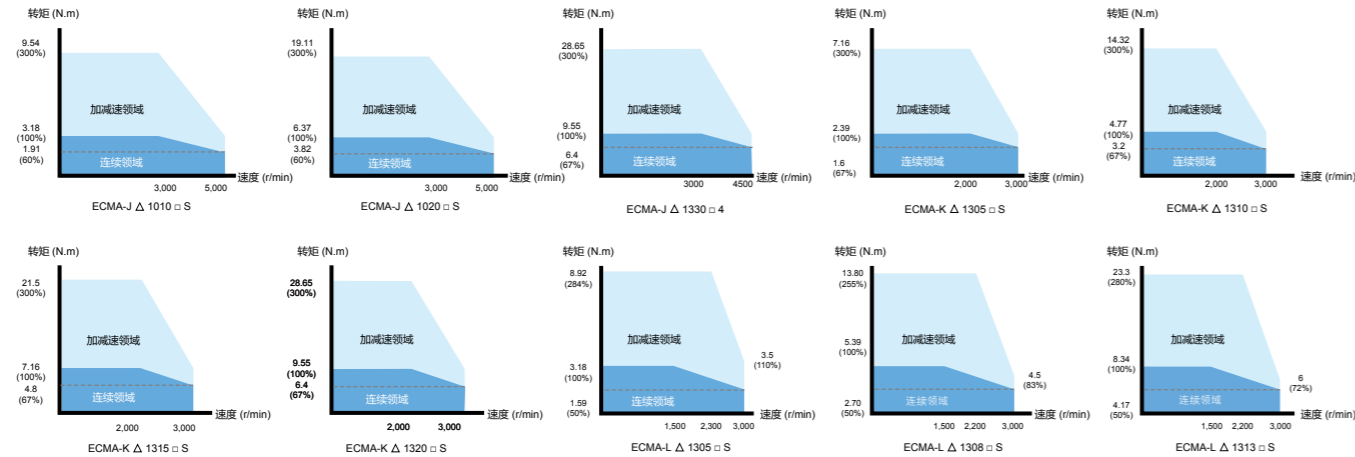 转矩 (N.m)
9.54
(300%)
加减速领域
3.18
(100%)
1.91
(60%)
连续领域
速度 (r/min)
3,000
5,000
ECMA-J △ 1010 □ S
转矩 (N.m)
19.11
(300%)
加减速领域
6.37
(100%)
3.82
(60%)
连续领域
速度 (r/min)
3,000
5,000
ECMA-J △ 1020 □ S
转矩 (N.m)
28.65
(300%)
加减速领域
9.55
(100%)
6.4
(67%)
连续领域
速度 (r/min)
3000
4500
ECMA-J △ 1330 □ 4
转矩 (N.m)
7.16
(300%)
加减速领域
2.39
(100%)
1.6
(67%)
连续领域
速度 (r/min)
2,000
3,000
ECMA-K △ 1305 □ S
转矩 (N.m)
14.32
(300%)
加减速领域
4.77
(100%)
3.2
(67%)
连续领域
速度 (r/min)
2,000
3,000
ECMA-K △ 1310 □ S
转矩 (N.m)
21.5
(300%)
加减速领域
7.16
(100%)
4.8
(67%)
连续领域
速度 (r/min)
2,000
3,000
ECMA-K △ 1315 □ S
转矩 (N.m)
28.65
(300%)
加减速领域
9.55
(100%)
6.4
(67%)
连续领域
速度 (r/min)
2,000
3,000
ECMA-K △ 1320 □ S
转矩 (N.m)
8.92
(284%)
加减速领域
3.5
(110%)
3.18
(100%)
1.59
(50%)
连续领域
速度 (r/min)
1,500
2,300
3,000
ECMA-L △ 1305 □ S
转矩 (N.m)
13.80
(255%)
加减速领域
5.39
(100%)
4.5
(83%)
2.70
(50%)
连续领域
速度 (r/min)
1,500
2,200
3,000
ECMA-L △ 1308 □ S
转矩 (N.m)
23.3
(280%)
加减速领域
8.34
(100%)
6
(72%)
4.17
(50%)
连续领域
速度 (r/min)
1,500
2,200
3,000
ECMA-L △ 1313 □ S